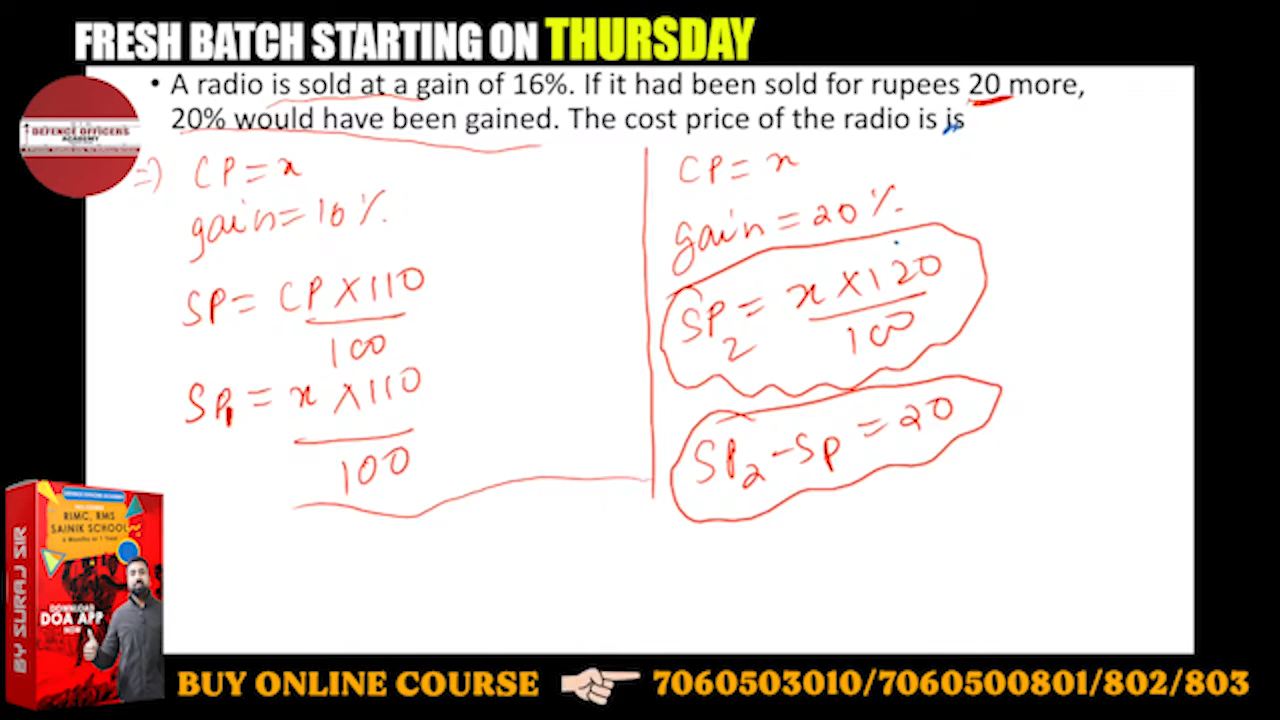 FRESH BATCH STARTING ON THURSDAY
• A radio is sold at a gain of 16%. If it had been sold for rupees 20 more,
20% would have been gained. The cost price of the radio is is
DEFENCE OFFICERS
ACADEMY
=) CP = x
gain = 10%
SP = CP × 110
100
SP1 = x × 110
100
CP = x
gain = 20%
SP2 = x × 120
100
SP2 - SP = 20
DEFENCE OFFICERS ACADEMY
RIMC, RMS
SAINIK SCHOOL
DOWNLOAD
DOA APP
NOW
BY SURAJ SIR
BUY ONLINE COURSE 7060503010/7060500801/802/803